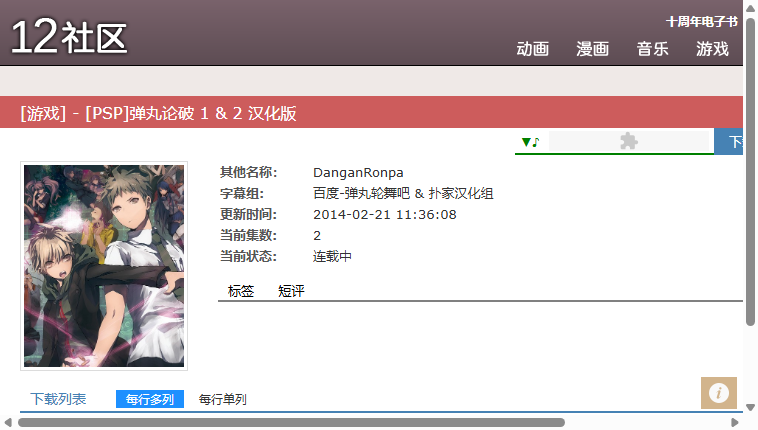 12社区
十周年电子书
动画 漫画 音乐 游戏
[游戏] - [PSP]弹丸论破 1 & 2 汉化版
▼♪
其他名称： DanganRonpa
字幕组： 百度-弹丸轮舞吧 & 扑家汉化组
更新时间： 2014-02-21 11:36:08
当前集数： 2
当前状态： 连载中
标签 短评
下载列表 每行多列 每行单列